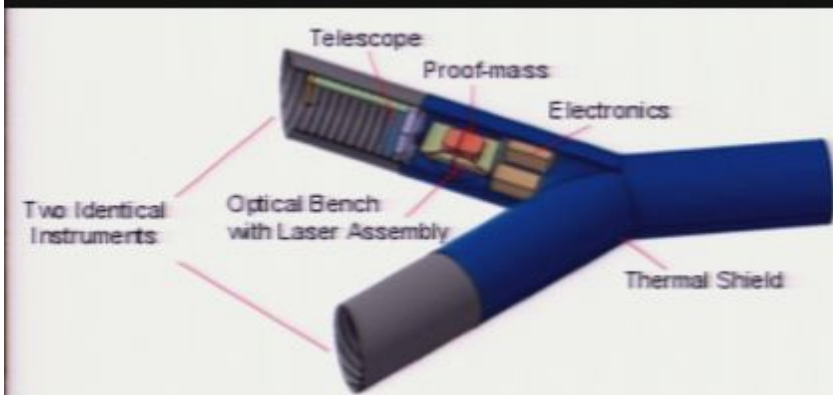 Telescope
Proof-mass
Electronics
Two Identical
Instruments
Optical Bench
with Laser Assembly
Thermal Shield